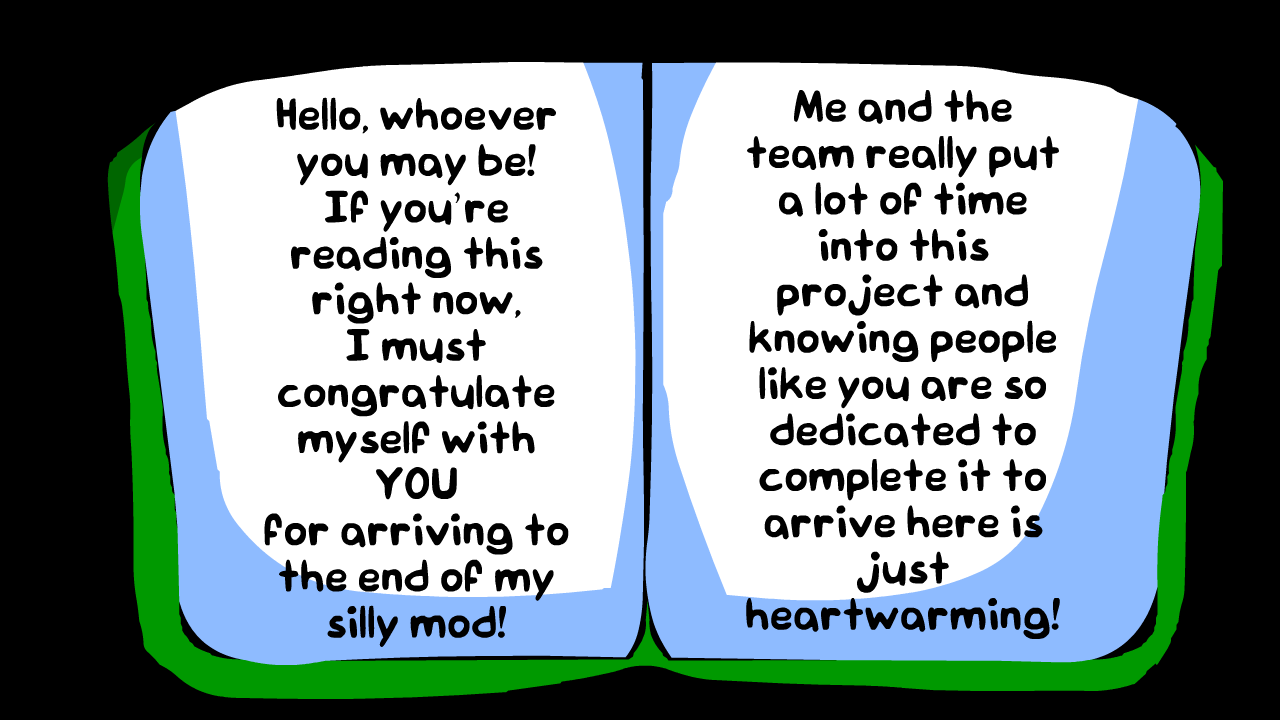 Hello, whoever
you may be!
If you're
reading this
right now,
I must
congratulate
myself with
YOU
for arriving to
the end of my
silly mod!
Me and the
team really put
a lot of time
into this
project and
knowing people
like you are so
dedicated to
complete it to
arrive here is
just
heartwarming!